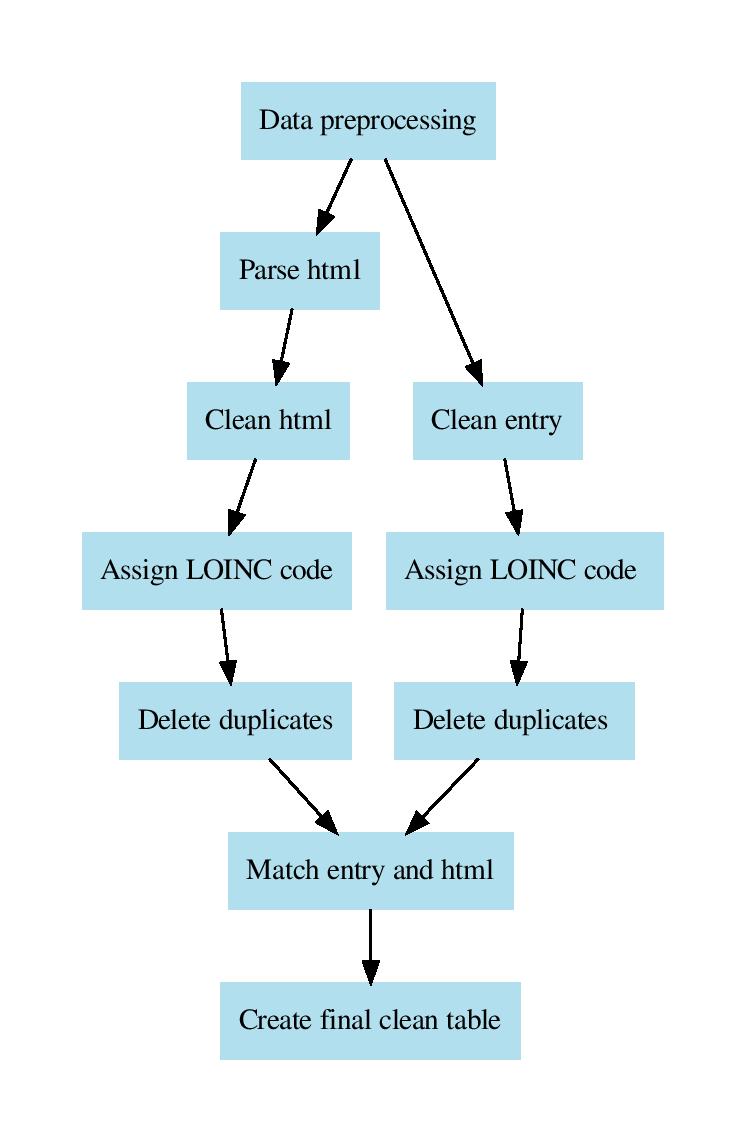 Data preprocessing
Parse html
Clean html
Clean entry
Assign LOINC code
Assign LOINC code
Delete duplicates
Delete duplicates
Match entry and html
Create final clean table